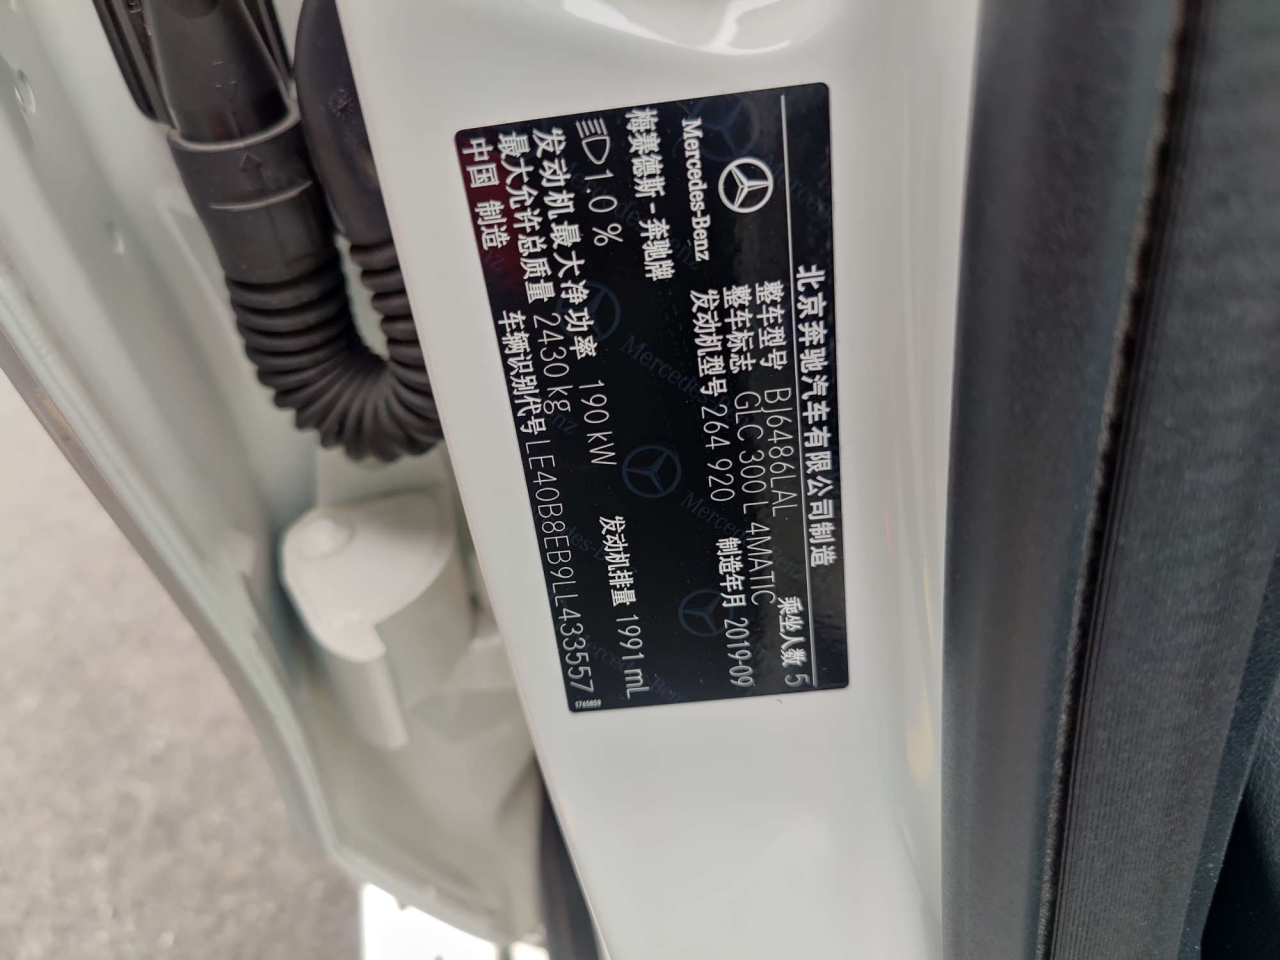 北京奔驰汽车有限公司制造
整车型号 BJ6486LAL 乘坐人数 5
整车标志 GLC 300 L 4MATIC
发动机型号 264 920 制造年月 2019-09
Mercedes-Benz
梅赛德斯-奔驰牌
1.0 %
发动机最大净功率 190 kW 发动机排量 1991 mL
最大允许总质量 2430 kg
中国 制造 车辆识别代号 LE40B8EB9LL433557
1765859